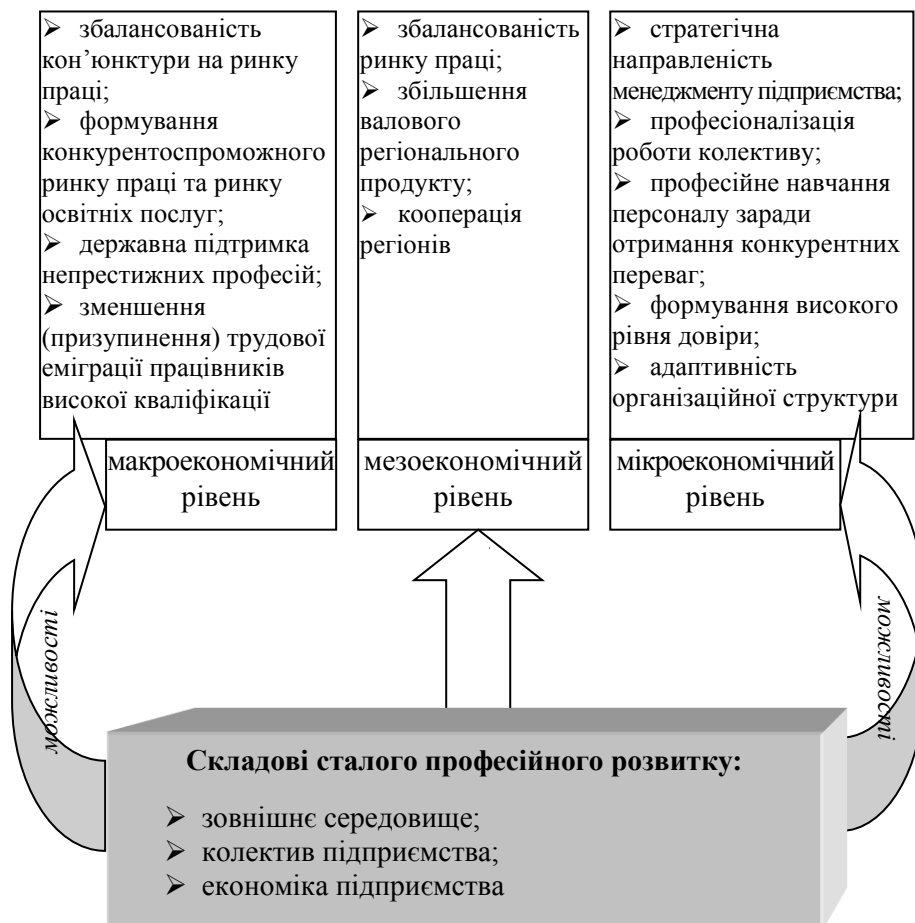 ➢ збалансованість
кон’юнктури на ринку
праці;
➢ формування
конкурентоспроможного
ринку праці та ринку
освітніх послуг;
➢ державна підтримка
непрестижних професій;
➢ зменшення
(призупинення) трудової
еміграції працівників
високої кваліфікації
макроекономічний
рівень
➢ збалансованість
ринку праці;
➢ збільшення
валового
регіонального
продукту;
➢ кооперація
регіонів
мезоекономічний
рівень
➢ стратегічна
направленість
менеджменту підприємства;
➢ професіоналізація
роботи колективу;
➢ професійне навчання
персоналу заради
отримання конкурентних
переваг;
➢ формування високого
рівня довіри;
➢ адаптивність
організаційної структури
мікроекономічний
рівень
можливості
можливості
Складові сталого професійного розвитку:
➢ зовнішнє середовище;
➢ колектив підприємства;
➢ економіка підприємства